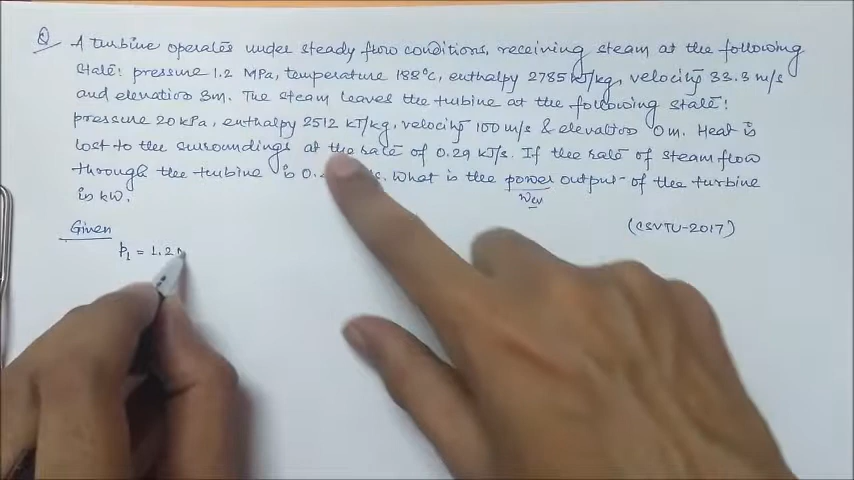 Q A turbine operates under steady flow conditions, receiving steam at the following
state: pressure 1.2 MPa, temperature 188°C, enthalpy 2785 kJ/kg, velocity 33.3 m/s
and elevation 3m. The steam leaves the turbine at the following state:
pressure 20 kPa, enthalpy 2512 kJ/kg, velocity 100 m/s & elevation 0 m. Heat is
lost to the suroundings at the rate of 0.29 kJ/s. If the rate of steam flow
through the turbine is What is the power output of the turbine
in kW.
Wcv
(CSVTU-2017)
Given
p₁ = 1.2